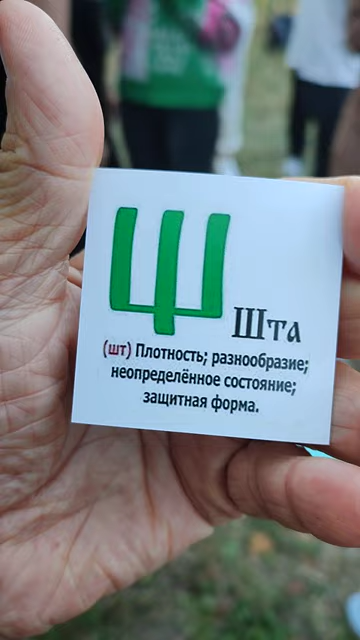 Щ
Шта
(шт) Плотность; разнообразие;
неопределённое состояние;
защитная форма.